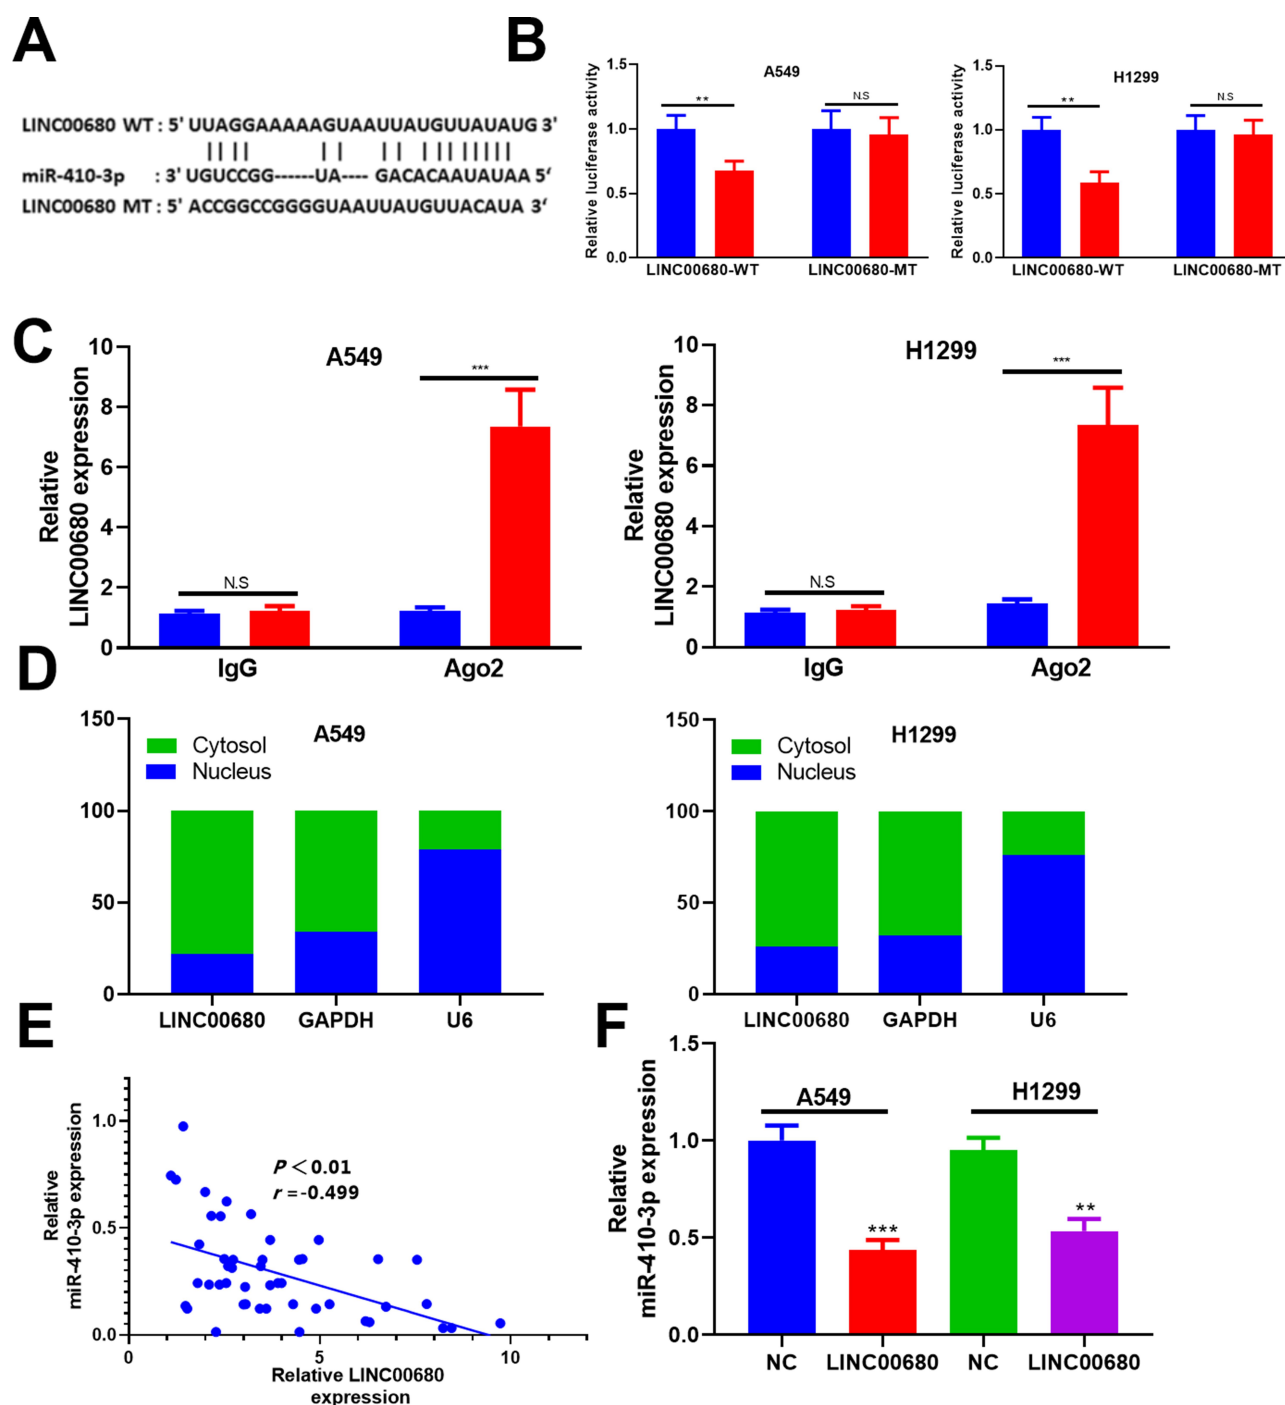 A
LINC00680 WT : 5' UUAGGAAAAAGUAAUUAUGUUAUAUG 3'
miR-410-3p : 3' UGUCCGG------UA---- GACACAAUAUAA 5'
LINC00680 MT : 5' ACCGGCCGGGGUAAUUAUGUUACAUA 3'
B
Relative luciferase activity
1.5
1.0
0.5
0.0
A549
**
N.S
LINC00680-WT
LINC00680-MT
Relative luciferase activity
1.5
1.0
0.5
0.0
H1299
**
N.S
LINC00680-WT
LINC00680-MT
C
Relative
LINC00680 expression
10
8
6
4
2
0
A549
***
N.S
IgG
Ago2
Relative
LINC00680 expression
10
8
6
4
2
0
H1299
***
N.S
IgG
Ago2
D
150
100
50
0
A549
Cytosol
Nucleus
LINC00680
GAPDH
U6
150
100
50
0
H1299
Cytosol
Nucleus
LINC00680
GAPDH
U6
E
Relative
miR-410-3p expression
1.0
0.5
0.0
P < 0.01
r = -0.499
0
5
10
Relative LINC00680
expression
F
Relative
miR-410-3p expression
1.5
1.0
0.5
0.0
A549
H1299
***
**
NC
LINC00680
NC
LINC00680